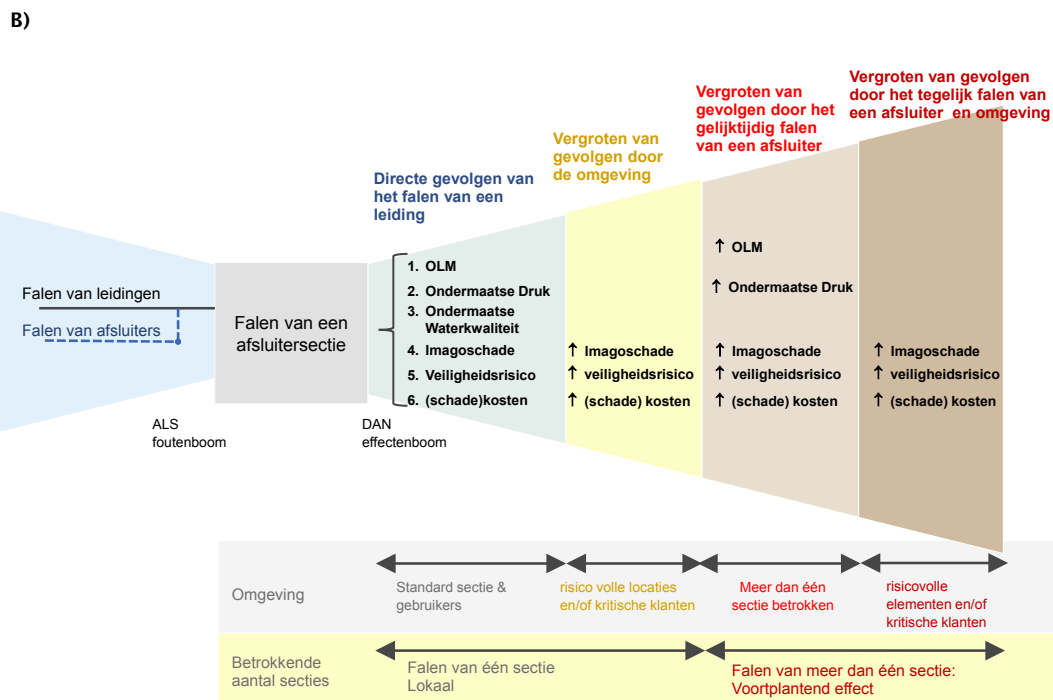 B)
Vergroten van gevolgen
door het tegelijk falen van
een afsluiter en omgeving
Vergroten van
gevolgen door het
gelijktijdig falen
van een afsluiter
Vergroten van
gevolgen door
de omgeving
Directe gevolgen van
het falen van een
leiding
Falen van leidingen
Falen van afsluiters
Falen van een
afsluitersectie
ALS
foutenboom
DAN
effectenboom
1. OLM
2. Ondermaatse Druk
3. Ondermaatse
Waterkwaliteit
4. Imagoschade
5. Veiligheidsrisico
6. (schade)kosten
↑ Imagoschade
↑ veiligheidsrisico
↑ (schade) kosten
↑ OLM
↑ Ondermaatse Druk
↑ Imagoschade
↑ veiligheidsrisico
↑ (schade) kosten
↑ Imagoschade
↑ veiligheidsrisico
↑ (schade) kosten
Omgeving
Standard sectie &
gebruikers
risico volle locaties
en/of kritische klanten
Meer dan één
sectie betrokken
risicovolle
elementen en/of
kritische klanten
Betrokkende
aantal secties
Falen van één sectie
Lokaal
Falen van meer dan één sectie:
Voortplantend effect